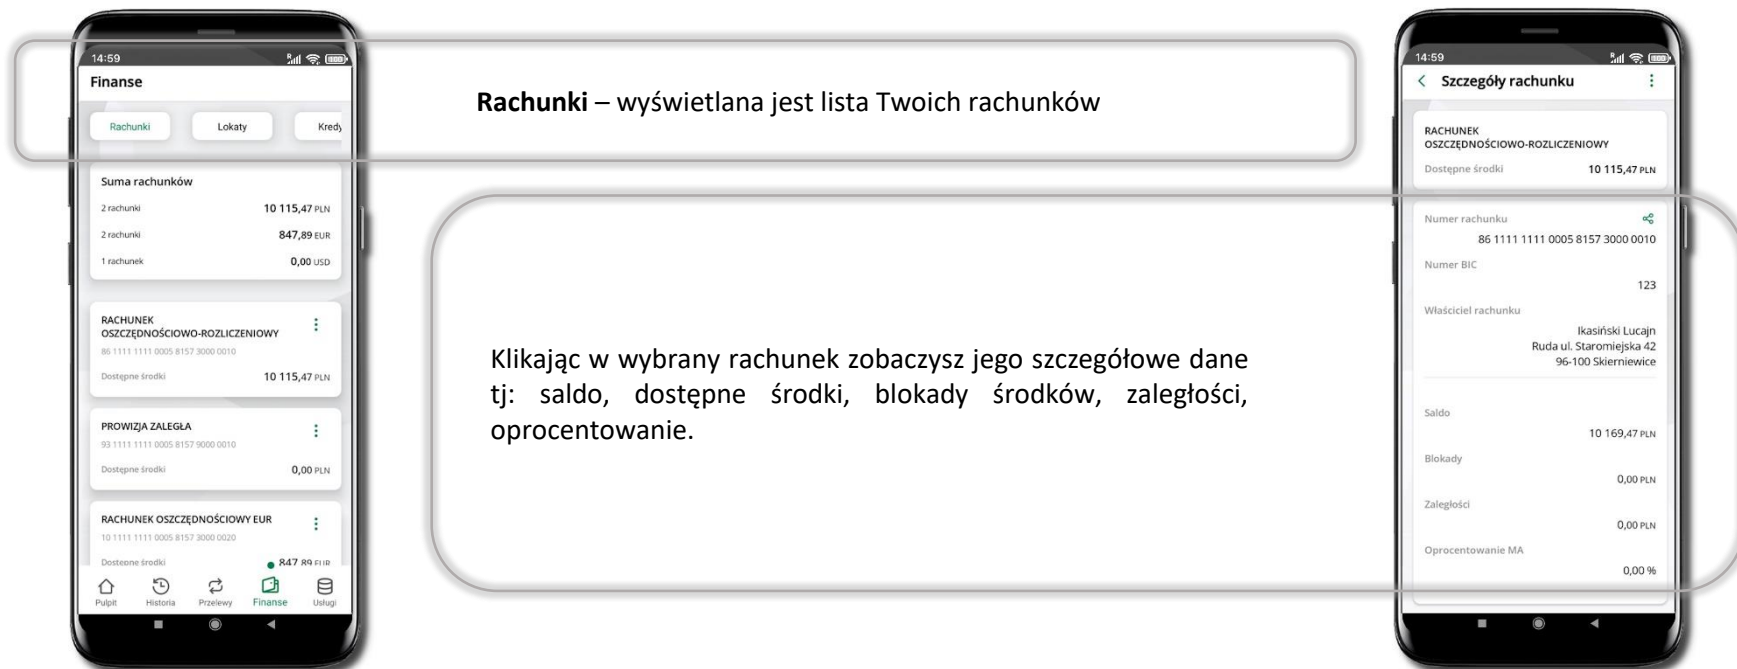 14:59
Finanse
Rachunki Lokaty Kredy
Suma rachunków
2 rachunki 10 115,47 PLN
2 rachunki 847,89 EUR
1 rachunek 0,00 USD
RACHUNEK
OSZCZĘDNOŚCIOWO-ROZLICZENIOWY
86 1111 1111 0005 8157 3000 0010
Dostępne środki 10 115,47 PLN
PROWIZJA ZALEGŁA
93 1111 1111 0005 8157 9000 0010
Dostępne środki 0,00 PLN
RACHUNEK OSZCZĘDNOŚCIOWY EUR
10 1111 1111 0005 8157 3000 0020
Dostępne środki 847,89 EUR
Pulpit Historia Przelewy Finanse Usługi
Rachunki – wyświetlana jest lista Twoich rachunków
Klikając w wybrany rachunek zobaczysz jego szczegółowe dane
tj: saldo, dostępne środki, blokady środków, zaległości,
oprocentowanie.
14:59
Szczegóły rachunku
RACHUNEK
OSZCZĘDNOŚCIOWO-ROZLICZENIOWY
Dostępne środki 10 115,47 PLN
Numer rachunku
86 1111 1111 0005 8157 3000 0010
Numer BIC
123
Właściciel rachunku
Ikasiński Lucajn
Ruda ul. Staromiejska 42
96-100 Skierniewice
Saldo
10 169,47 PLN
Blokady
0,00 PLN
Zaległości
0,00 PLN
Oprocentowanie MA
0,00 %